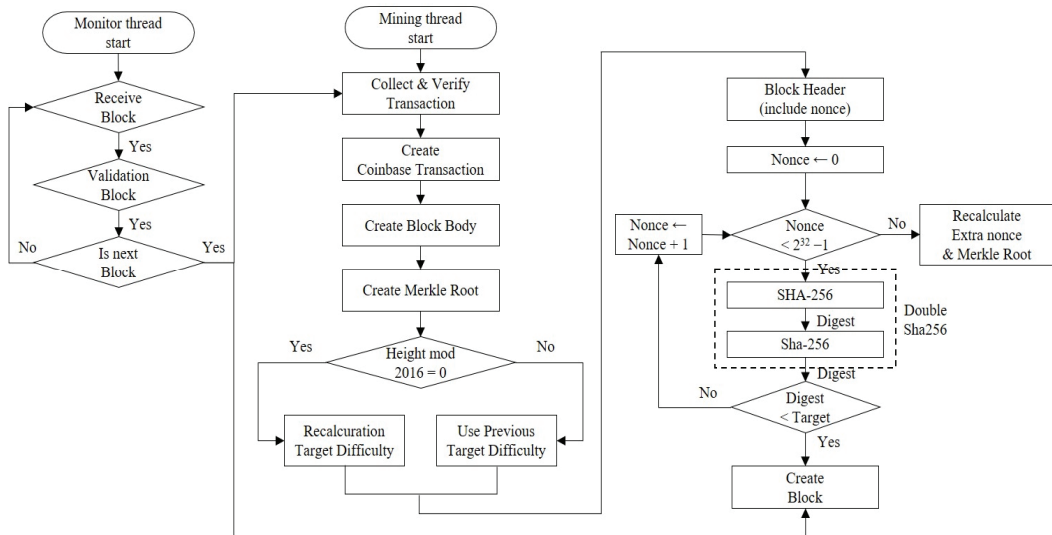 Monitor thread
start
Receive
Block
Yes
Validation
Block
Yes
No
Is next
Block
Yes
Mining thread
start
Collect & Verify
Transaction
Create
Coinbase Transaction
Create Block Body
Create Merkle Root
Yes
Height mod
2016 = 0
No
Recalcuration
Target Difficulty
Use Previous
Target Difficulty
Block Header
(include nonce)
Nonce ← 0
Nonce ←
Nonce + 1
Nonce
< 2³² −1
No
Recalculate
Extra nonce
& Merkle Root
Yes
SHA-256
Digest
Sha-256
Double
Sha256
Digest
No
Digest
< Target
Yes
Create
Block